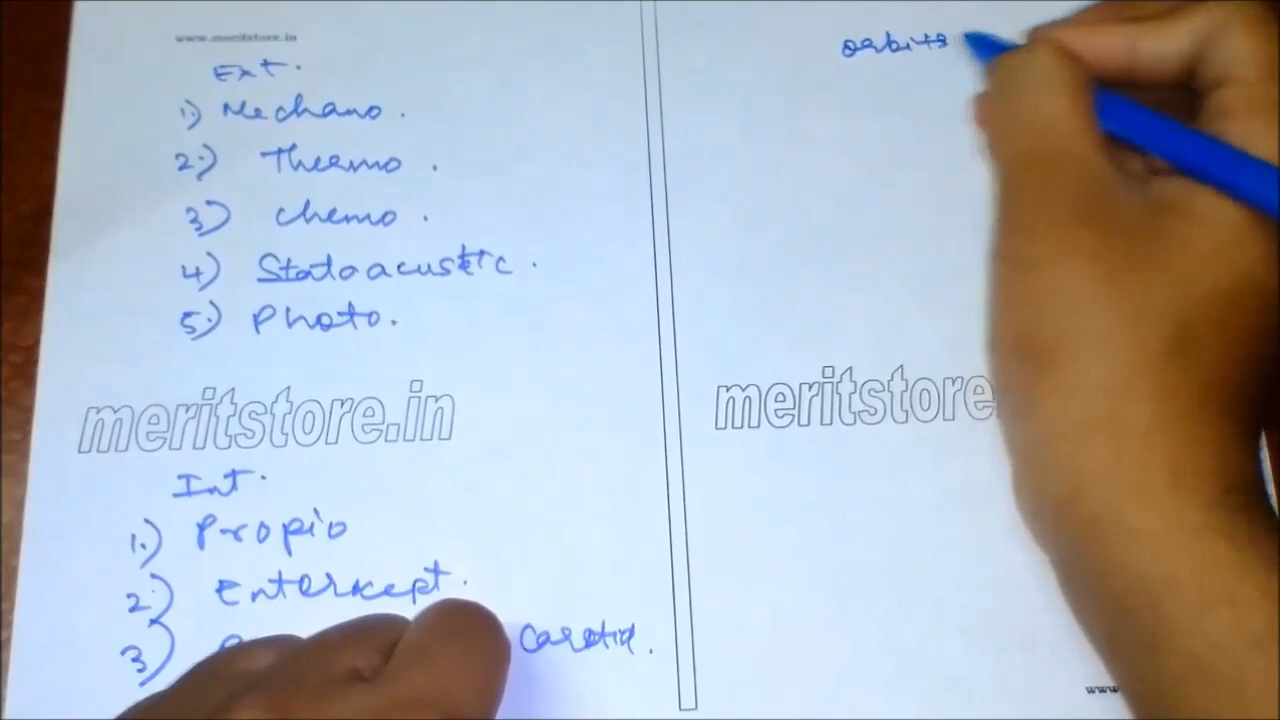 www.meritstore.in
Ext.
1.) Mechano.
2.) Thermo.
3) chemo.
4) Statoacustic.
5.) Photo.
meritstore.in
Int.
1.) Propio
2.)
3) Carotid.
orbits
meritstore.
www